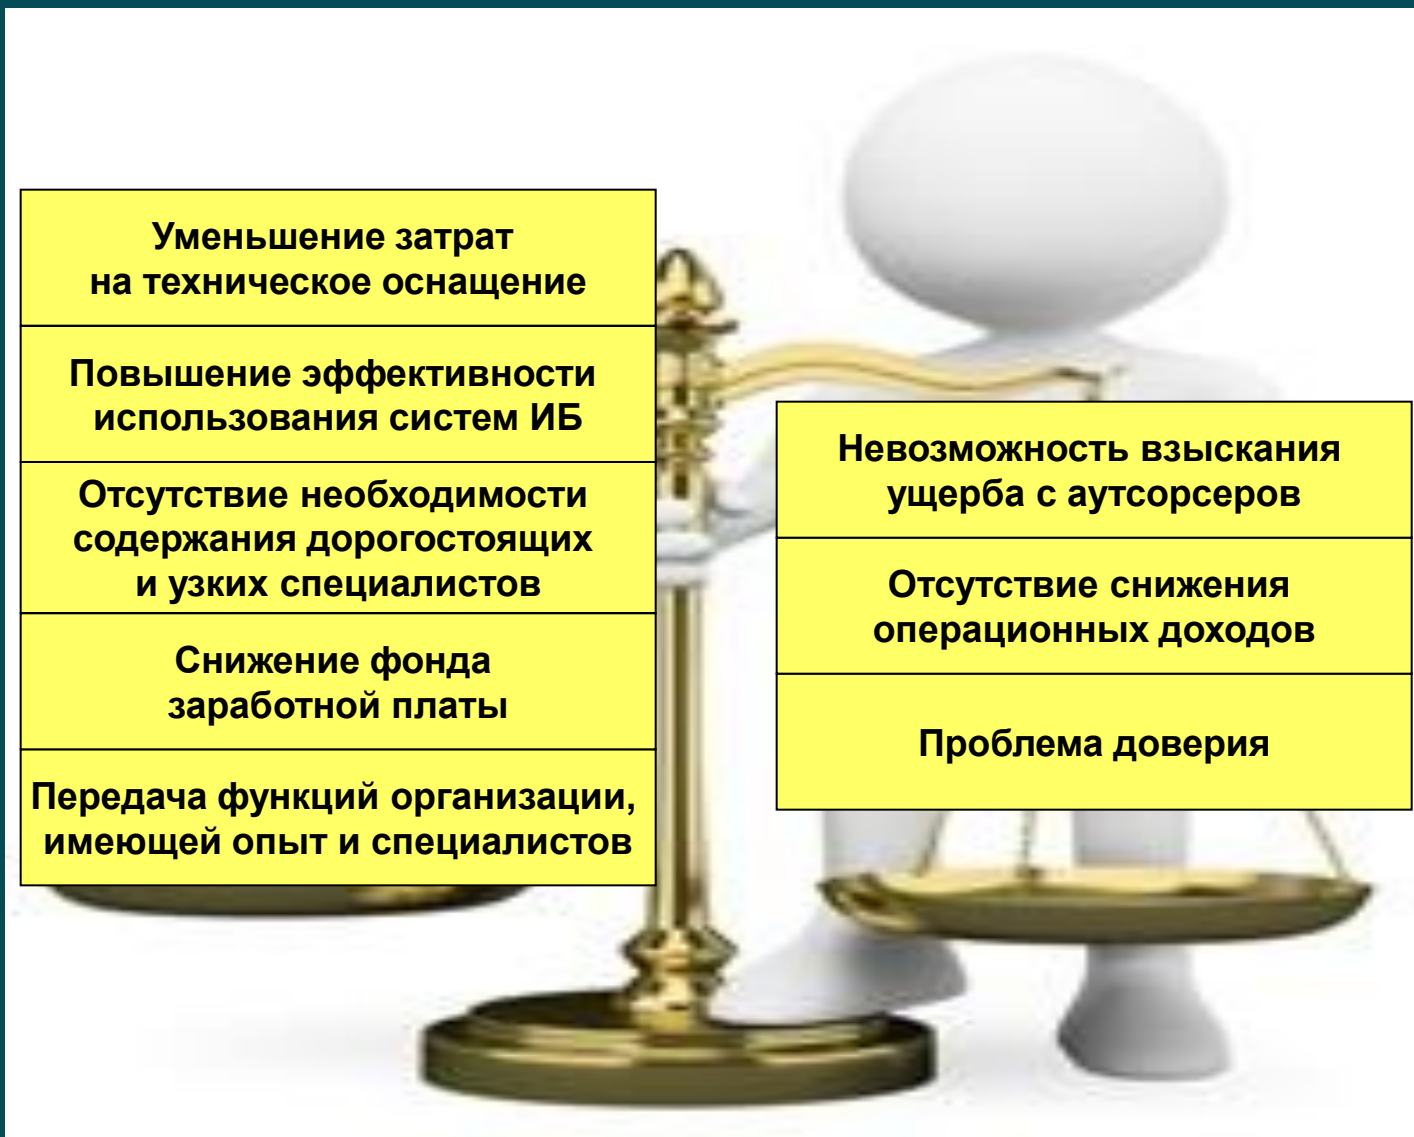 Уменьшение затрат
на техническое оснащение
Повышение эффективности
использования систем ИБ
Отсутствие необходимости
содержания дорогостоящих
и узких специалистов
Снижение фонда
заработной платы
Передача функций организации,
имеющей опыт и специалистов
Невозможность взыскания
ущерба с аутсорсеров
Отсутствие снижения
операционных доходов
Проблема доверия